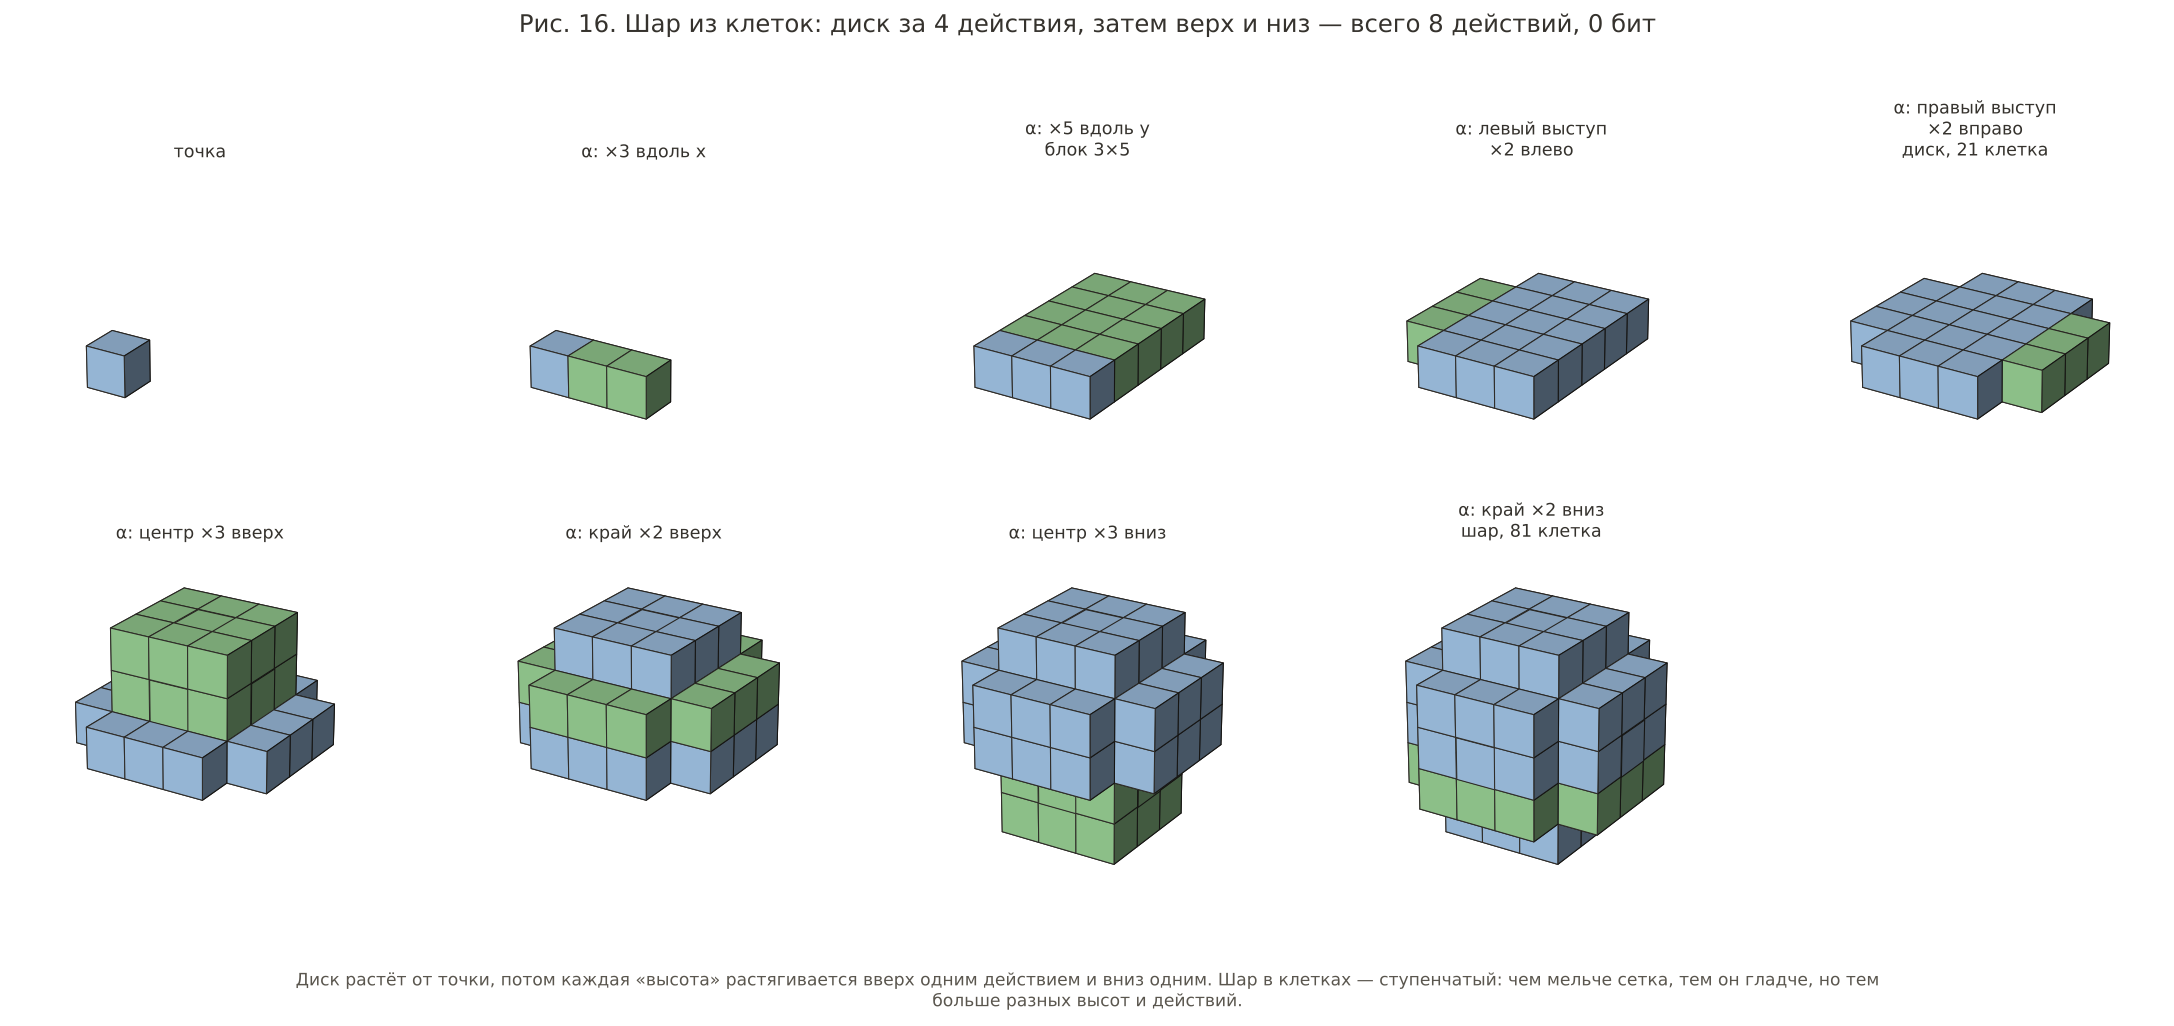 Рис. 16. Шар из клеток: диск за 4 действия, затем верх и низ — всего 8 действий, 0 бит
точка
α: ×3 вдоль x
α: ×5 вдоль y
блок 3×5
α: левый выступ
×2 влево
α: правый выступ
×2 вправо
диск, 21 клетка
α: центр ×3 вверх
α: край ×2 вверх
α: центр ×3 вниз
α: край ×2 вниз
шар, 81 клетка
Диск растёт от точки, потом каждая «высота» растягивается вверх одним действием и вниз одним. Шар в клетках — ступенчатый: чем мельче сетка, тем он гладче, но тем
больше разных высот и действий.